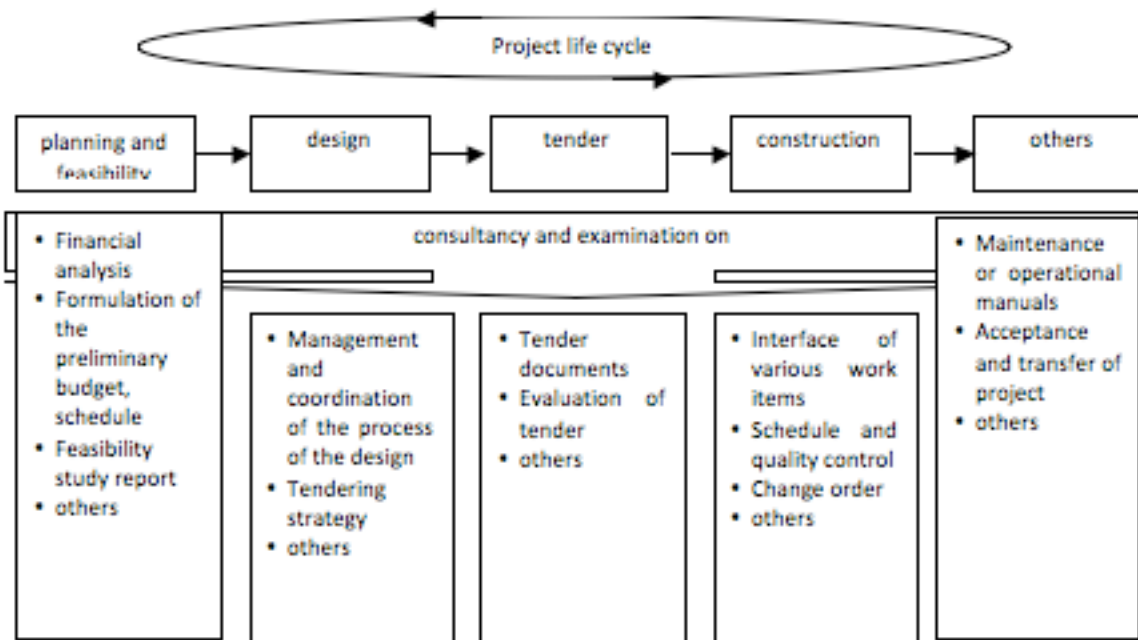 Project life cycle
planning and
feasibility
design
tender
construction
others
consultancy and examination on
• Financial
analysis
• Formulation of
the
preliminary
budget,
schedule
• Feasibility
study report
• others
• Management
and
coordination
of the process
of the design
• Tendering
strategy
• others
• Tender
documents
• Evaluation of
tender
• others
• Interface of
various work
items
• Schedule and
quality control
• Change order
• others
• Maintenance
or operational
manuals
• Acceptance
and transfer of
project
• others